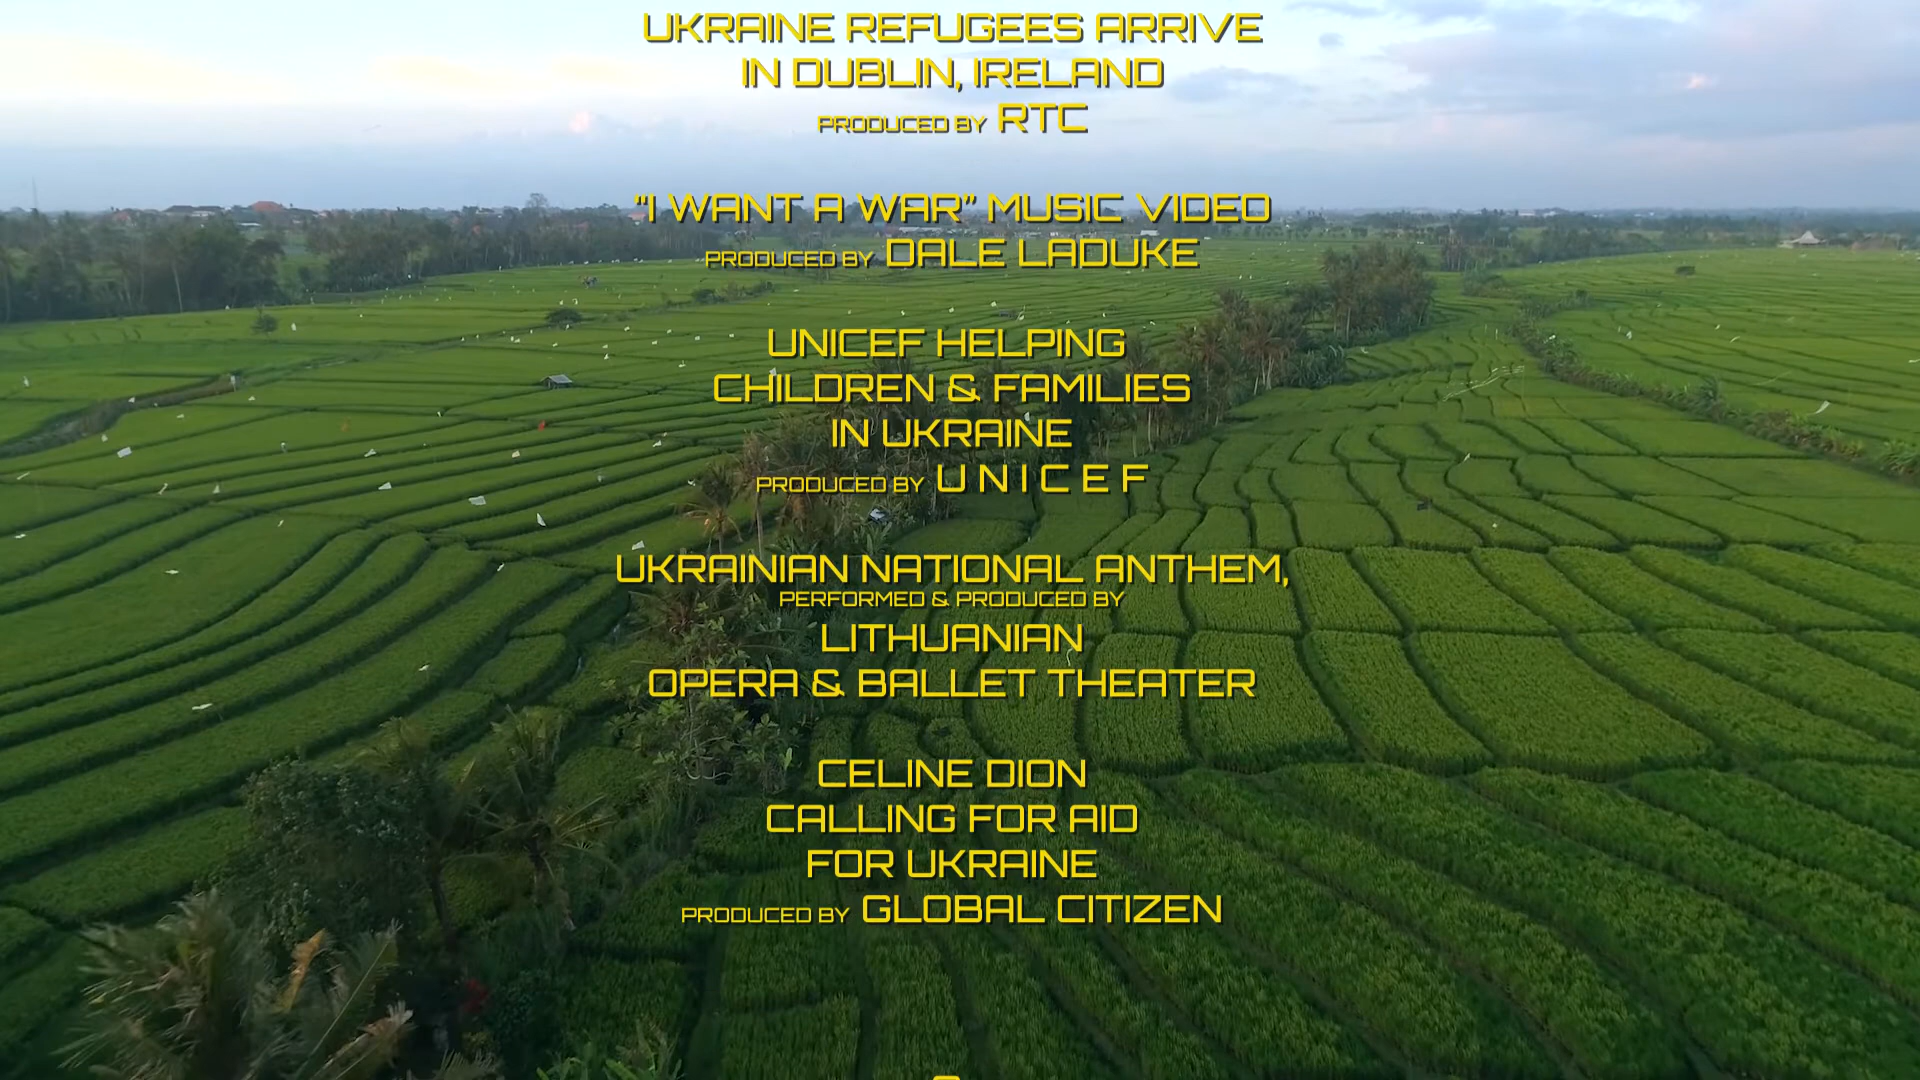 UKRAINE REFUGEES ARRIVE
IN DUBLIN, IRELAND
PRODUCED BY RTC
"I WANT A WAR" MUSIC VIDEO
PRODUCED BY DALE LADUKE
UNICEF HELPING
CHILDREN & FAMILIES
IN UKRAINE
PRODUCED BY U N I C E F
UKRAINIAN NATIONAL ANTHEM,
PERFORMED & PRODUCED BY
LITHUANIAN
OPERA & BALLET THEATER
CELINE DION
CALLING FOR AID
FOR UKRAINE
PRODUCED BY GLOBAL CITIZEN